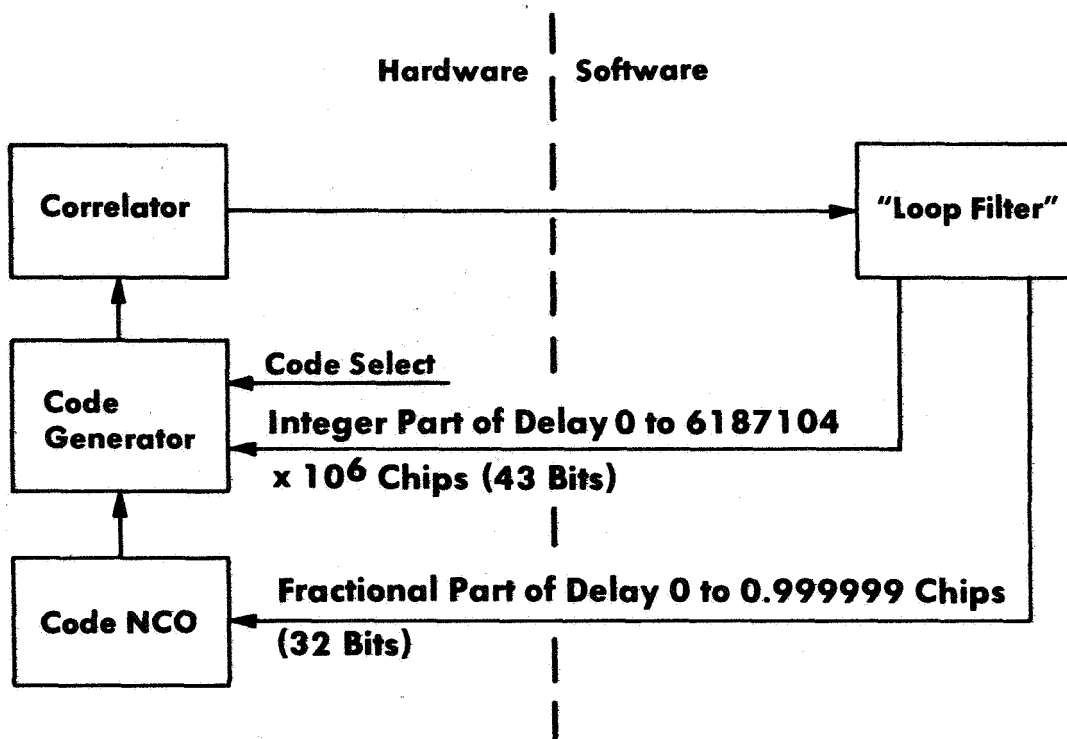 Hardware
Software
Correlator
"Loop Filter"
Code Select
Code
Generator
Integer Part of Delay 0 to 6187104
x 10⁶ Chips (43 Bits)
Fractional Part of Delay 0 to 0.999999 Chips
Code NCO
(32 Bits)